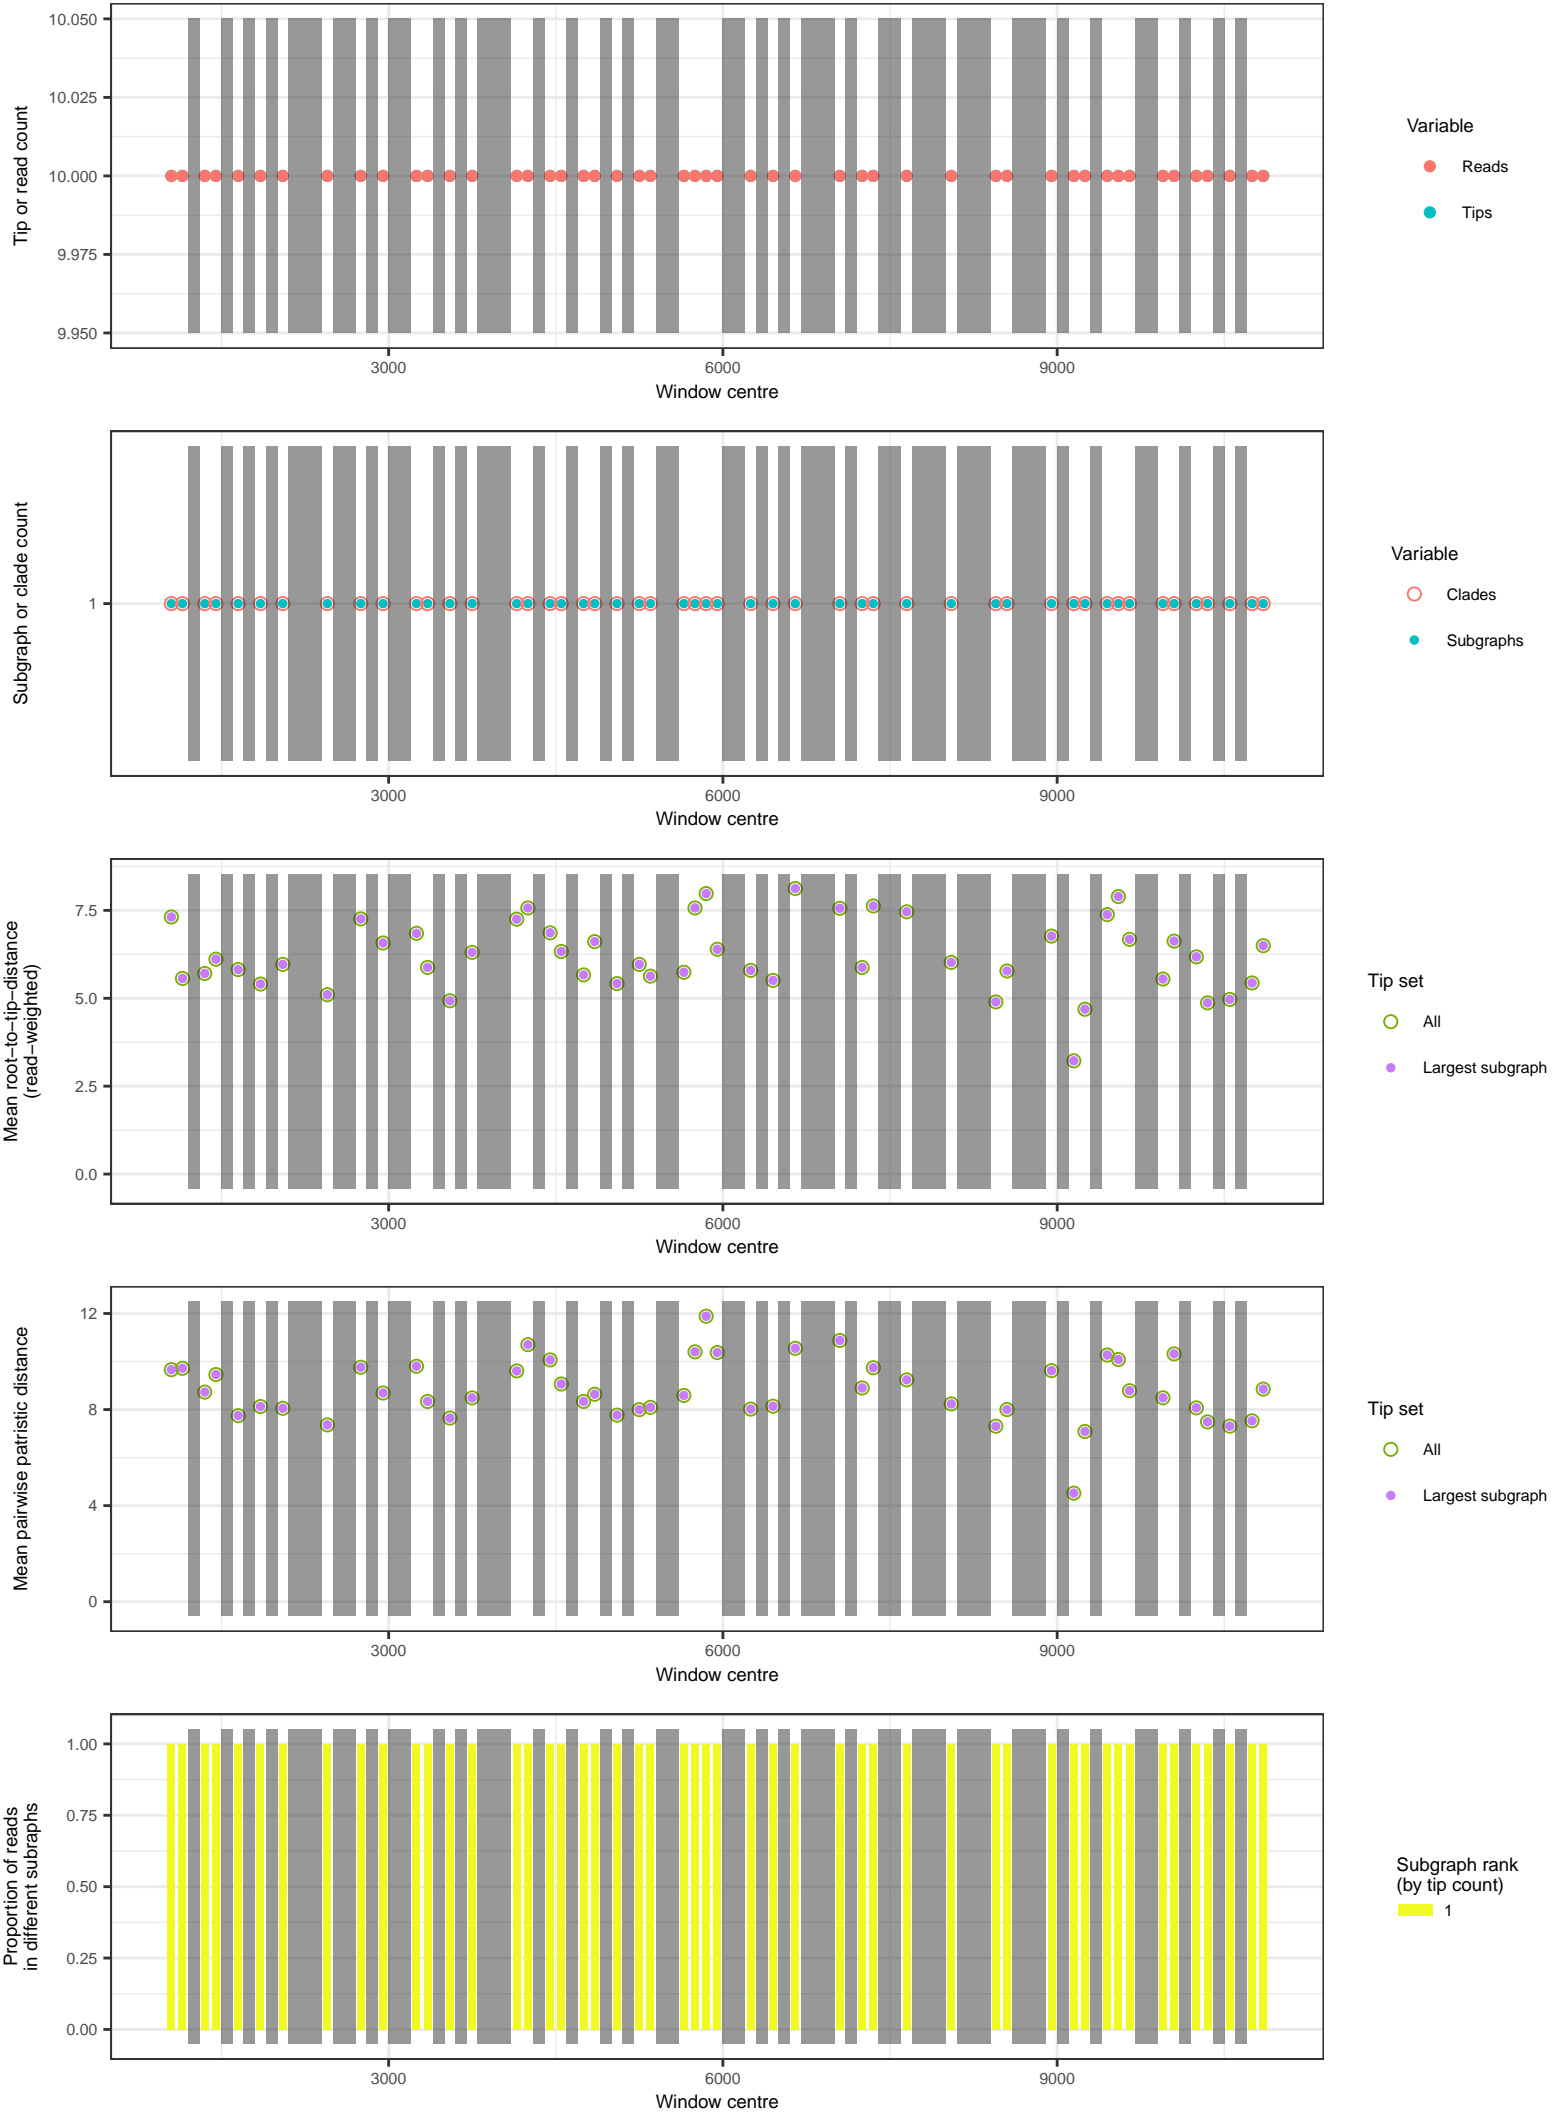 10.050
10.025
10.000
9.975
9.950
Tip or read count
3000
6000
9000
Window centre
Variable
Reads
Tips
1
Subgraph or clade count
3000
6000
9000
Window centre
Variable
Clades
Subgraphs
7.5
5.0
2.5
0.0
Mean root−to−tip−distance
(read−weighted)
3000
6000
9000
Window centre
Tip set
All
Largest subgraph
12
8
4
0
Mean pairwise patristic distance
3000
6000
9000
Window centre
Tip set
All
Largest subgraph
1.00
0.75
0.50
0.25
0.00
Proportion of reads
in different subraphs
3000
6000
9000
Window centre
Subgraph rank
(by tip count)
1